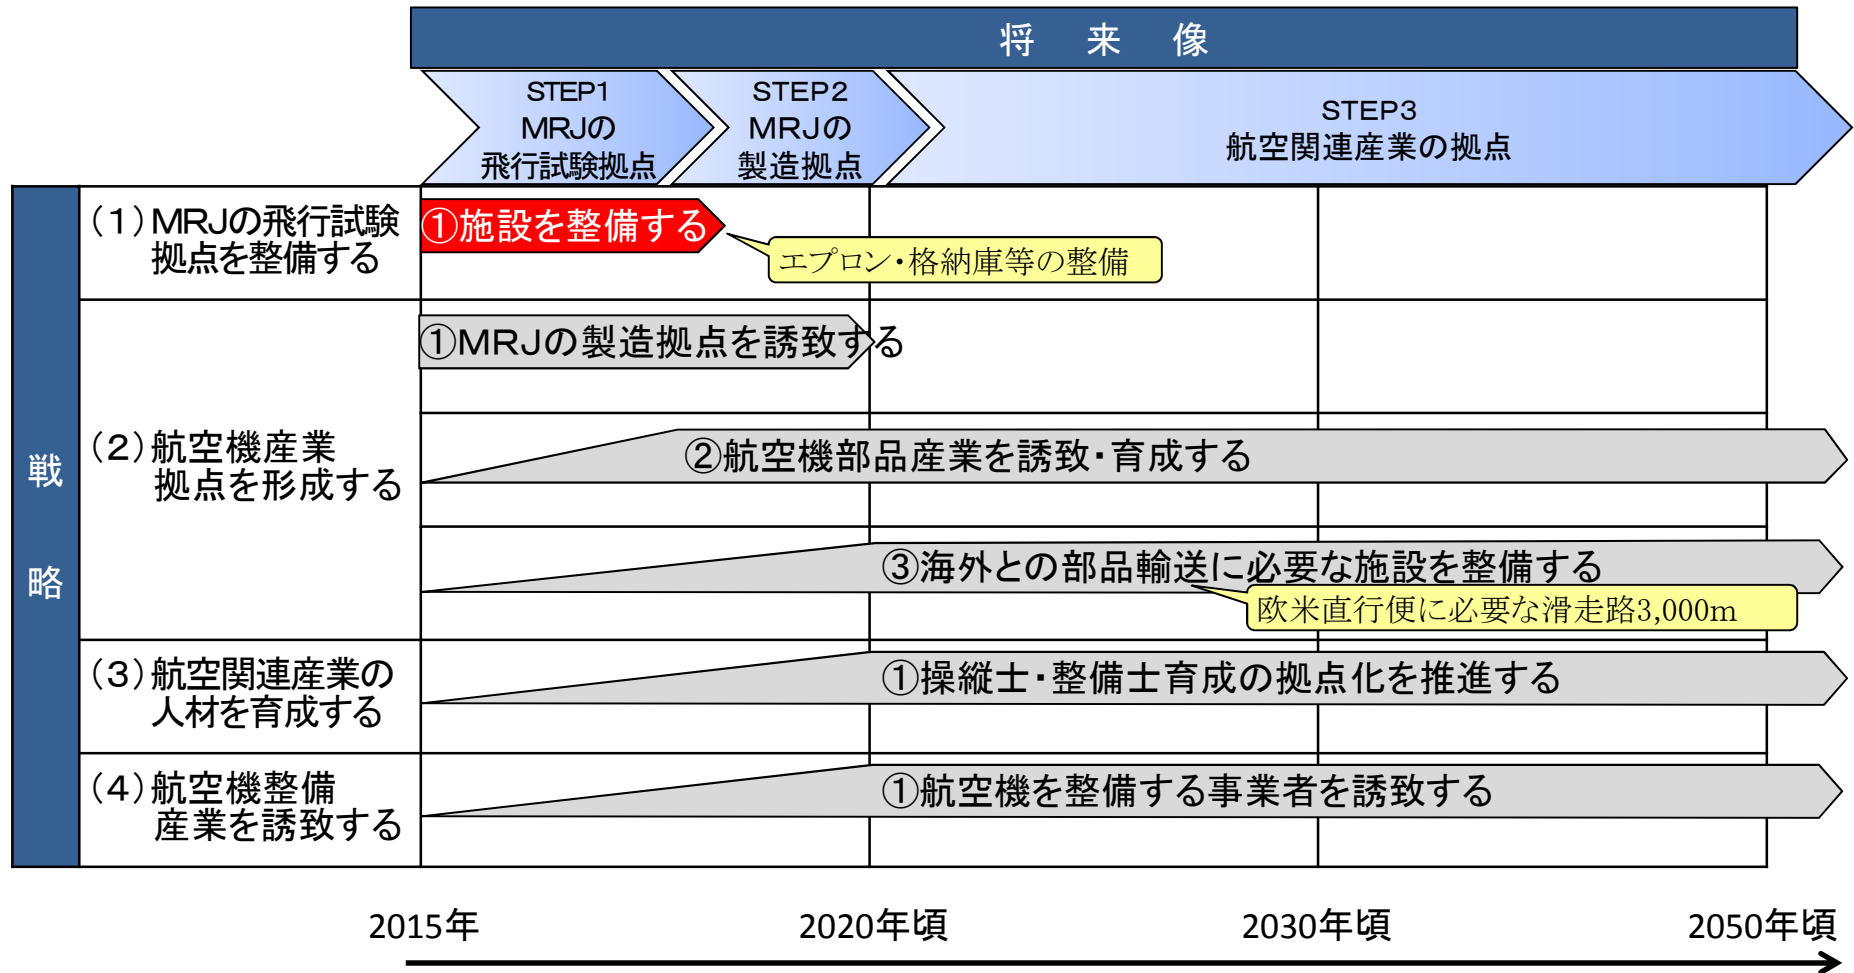 将来像
STEP1
MRJの
飛行試験拠点
STEP2
MRJの
製造拠点
STEP3
航空関連産業の拠点
戦略
(1)MRJの飛行試験
拠点を整備する
①施設を整備する
エプロン・格納庫等の整備
(2)航空機産業
拠点を形成する
①MRJの製造拠点を誘致する
②航空機部品産業を誘致・育成する
③海外との部品輸送に必要な施設を整備する
欧米直行便に必要な滑走路3,000m
(3)航空関連産業の
人材を育成する
①操縦士・整備士育成の拠点化を推進する
(4)航空機整備
産業を誘致する
①航空機を整備する事業者を誘致する
2015年
2020年頃
2030年頃
2050年頃